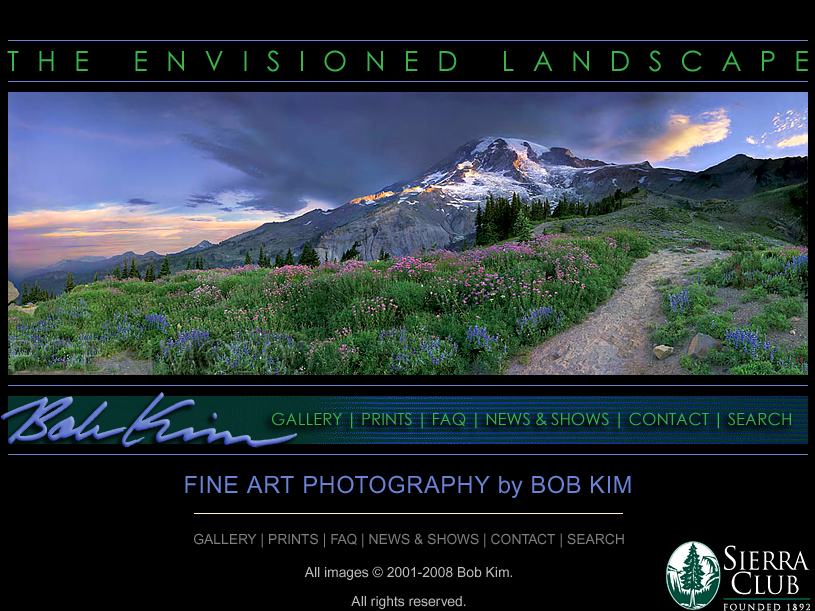 THE ENVISIONED LANDSCAPE
Bob Kim
GALLERY | PRINTS | FAQ | NEWS & SHOWS | CONTACT | SEARCH
FINE ART PHOTOGRAPHY by BOB KIM
GALLERY | PRINTS | FAQ | NEWS & SHOWS | CONTACT | SEARCH
All images © 2001-2008 Bob Kim.
All rights reserved.
SIERRA
CLUB
FOUNDED 1892